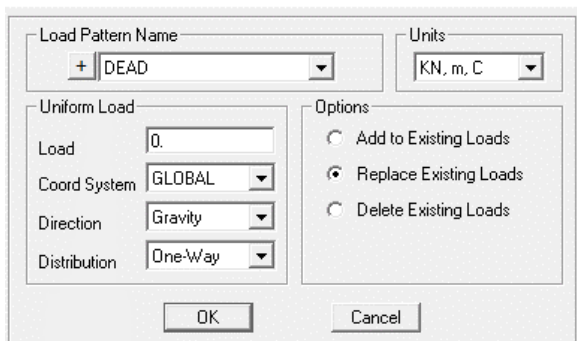 Load Pattern Name
+ DEAD
Units
KN, m, C
Uniform Load
Load 0.
Coord System GLOBAL
Direction Gravity
Distribution One-Way
Options
Add to Existing Loads
Replace Existing Loads
Delete Existing Loads
OK Cancel